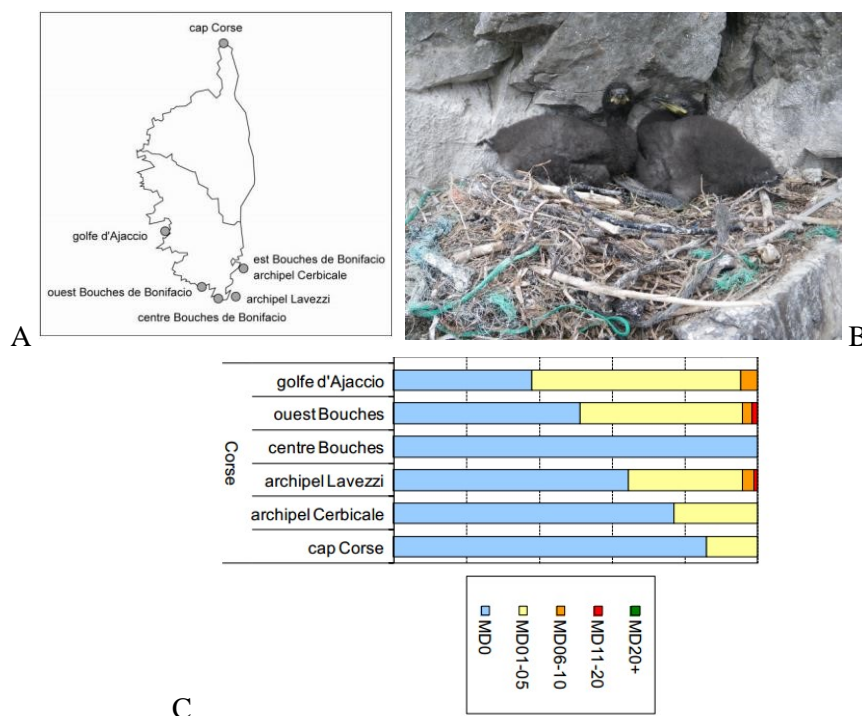 cap Corse
golfe d'Ajaccio
est Bouches de Bonifacio
archipel Cerbicale
ouest Bouches de Bonifacio
archipel Lavezzi
centre Bouches de Bonifacio
A
B
Corse
golfe d'Ajaccio
ouest Bouches
centre Bouches
archipel Lavezzi
archipel Cerbicale
cap Corse
MD0
MD01-05
MD06-10
MD11-20
MD20+
C